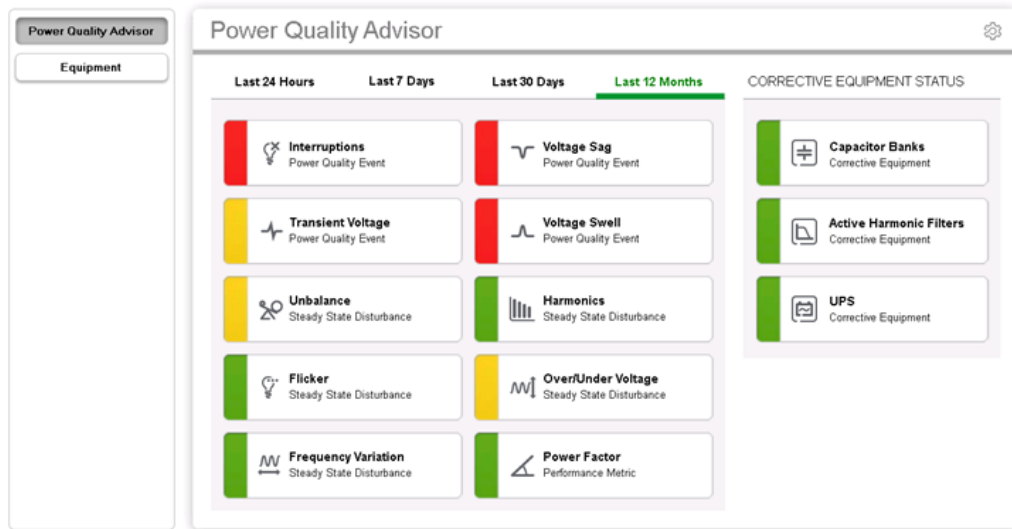 Power Quality Advisor
Equipment
Power Quality Advisor
Last 24 Hours
Last 7 Days
Last 30 Days
Last 12 Months
CORRECTIVE EQUIPMENT STATUS
Interruptions
Power Quality Event
Voltage Sag
Power Quality Event
Capacitor Banks
Corrective Equipment
Transient Voltage
Power Quality Event
Voltage Swell
Power Quality Event
Active Harmonic Filters
Corrective Equipment
Unbalance
Steady State Disturbance
Harmonics
Steady State Disturbance
UPS
Corrective Equipment
Flicker
Steady State Disturbance
Over/Under Voltage
Steady State Disturbance
Frequency Variation
Steady State Disturbance
Power Factor
Performance Metric